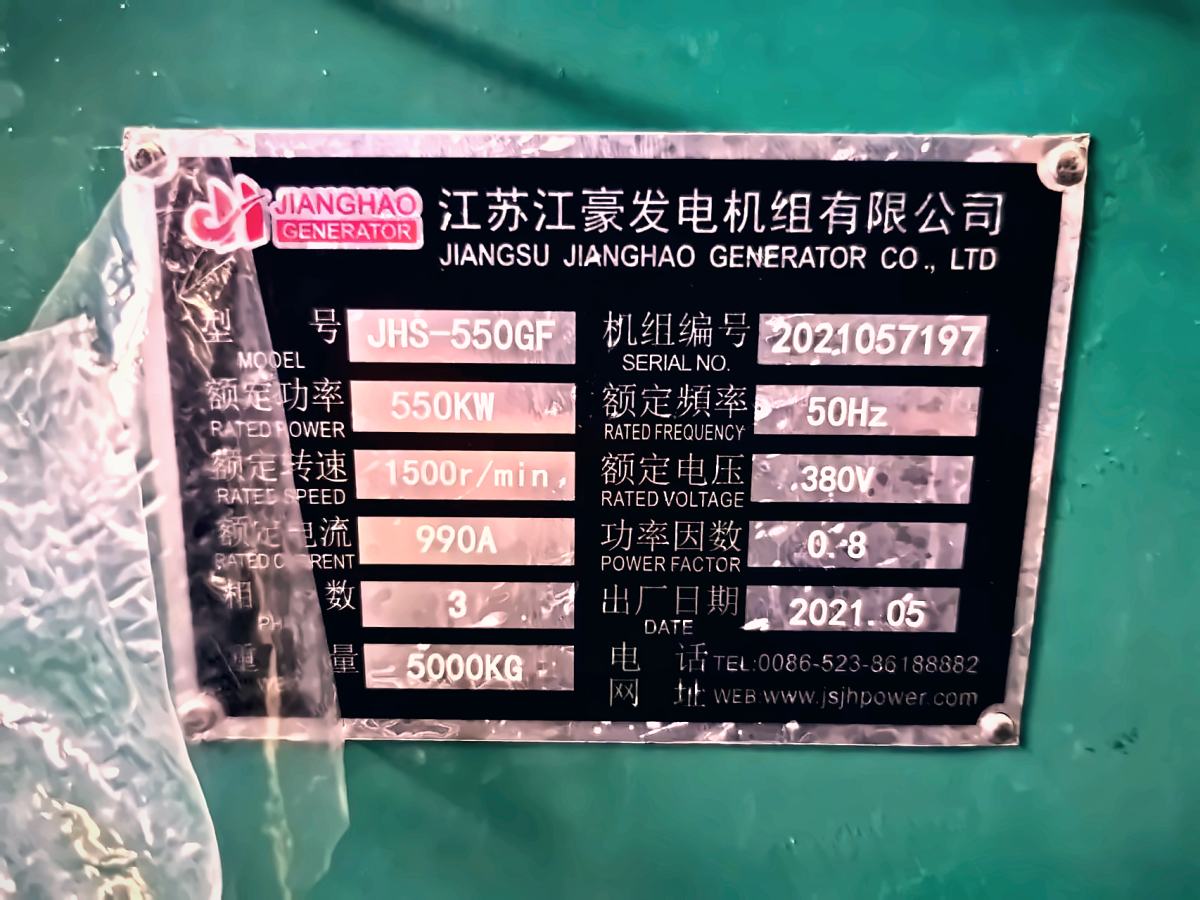 JIANGHAO
GENERATOR
江苏江豪发电机组有限公司
JIANGSU JIANGHAO GENERATOR CO., LTD
型 号 JHS-550GF 机组编号 2021057197
MODEL SERIAL NO.
额定功率 550KW 额定频率 50Hz
RATED POWER RATED FREQUENCY
额定转速 1500r/min 额定电压 380V
RATED SPEED RATED VOLTAGE
额定电流 990A 功率因数 0.8
RATED CURRENT POWER FACTOR
相 数 3 出厂日期 2021.05
DATE
重 量 5000KG 电 话 TEL:0086-523-86188882
网 址 WEB:www.jsjhpower.com